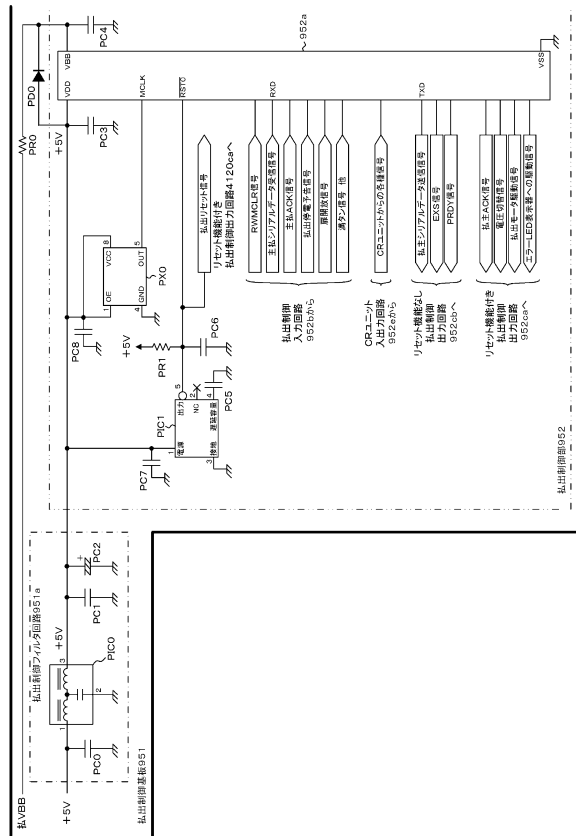 払VBB
+5V
払出制御基板951
払出制御フィルタ回路951a
PC0
1
2
3
PIC0
+5V
PC1
+
PC2
PC7
PIC1
1
電源
出力
5
2
NC
4
遅延容量
3
接地
PC5
PC6
PR1
+5V
PC8
1
OE
VCC
8
4
GND
OUT
5
PX0
PR0
PD0
PC3
PC4
+5V
VDD
VBB
MCLK
RST0
RXD
TXD
VSS
952a
払出リセット信号
リセット機能付き
払出制御出力回路4120caへ
RWMCLR信号
主払シリアルデータ受信信号
主払ACK信号
払出停電予告信号
扉開放信号
満タン信号 他
払出制御
入力回路
952bから
CRユニットからの各種信号
CRユニット
入出力回路
952eから
払主シリアルデータ送信信号
EXS信号
PRDY信号
リセット機能なし
払出制御
出力回路
952cbへ
払主ACK信号
電圧切替信号
払出モータ駆動信号
エラーLED表示器への駆動信号
リセット機能付き
払出制御
出力回路
952caへ
払出制御部952